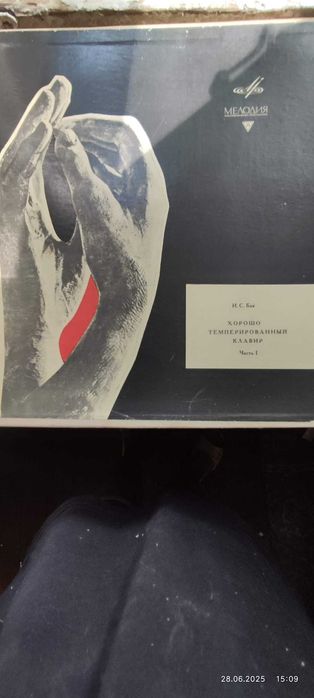 МЕЛОДИЯ
И. С. Бах
ХОРОШО
ТЕМПЕРИРОВАННЫЙ
КЛАВИР
Часть I
28.06.2025 15:09